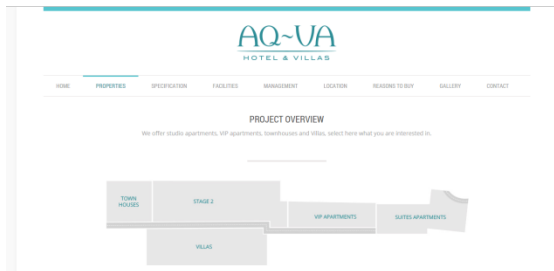 AQ~VA
HOTEL & VILLAS
HOME PROPERTIES SPECIFICATION FACILITIES MANAGEMENT LOCATION REASONS TO BUY GALLERY CONTACT
PROJECT OVERVIEW
We offer studio apartments, VIP apartments, townhouses and Villas, select here what you are interested in.
TOWN
HOUSES
STAGE 2
VIP APARTMENTS
SUITES APARTMENTS
VILLAS